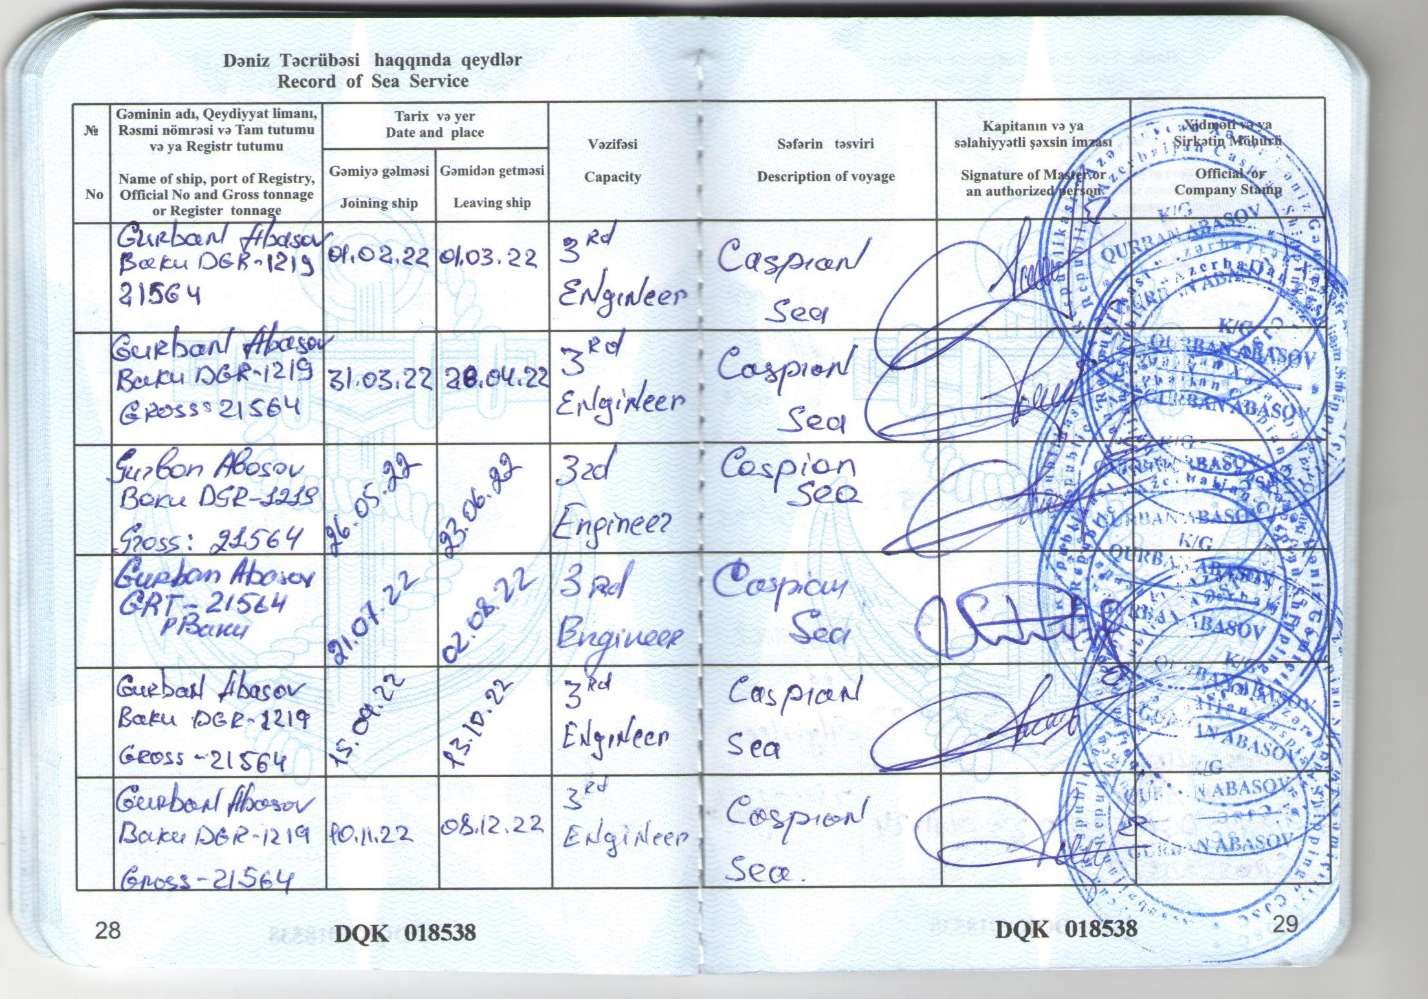 Dəniz Təcrübəsi haqqında qeydlər
Record of Sea Service
№
No
Gəminin adı, Qeydiyyat limanı,
Rəsmi nömrəsi və Tam tutumu
və ya Registr tutumu
Name of ship, port of Registry,
Official No and Gross tonnage
or Register tonnage
Tarix və yer
Date and place
Gəmiyə gəlməsi
Joining ship
Gəmidən getməsi
Leaving ship
Vəzifəsi
Capacity
Səfərin təsviri
Description of voyage
Kapitanın və ya
səlahiyyətli şəxsin imzası
Signature of Master or
an authorized person
Xidməti və ya
Şirkətin Möhürü
Official or
Company Stamp
Gurban Abasov
Baku DGR-1219
21564
01.02.22
01.03.22
3rd
Engineer
Caspian
Sea
Gurban Abasov
Baku DGR-1219
Gross: 21564
31.03.22
28.04.22
3rd
Engineer
Caspian
Sea
Gurban Abasov
Baku DGR-1219
Gross: 21564
26.05.22
23.06.22
3rd
Engineer
Caspian
Sea
Gurban Abasov
GRT-21564
Baku
21.07.22
02.08.22
3rd
Engineer
Caspian
Sea
Gurban Abasov
Baku DGR-1219
Gross-21564
15.09.22
13.10.22
3rd
Engineer
Caspian
Sea
Gurban Abasov
Baku DGR-1219
Gross-21564
10.11.22
08.12.22
3rd
Engineer
Caspian
Sea.
K/G
QURBAN ABASOV
K/G
QURBAN ABASOV
QURBAN ABASOV
K/G
QURBAN ABASOV
28
DQK 018538
DQK 018538
29